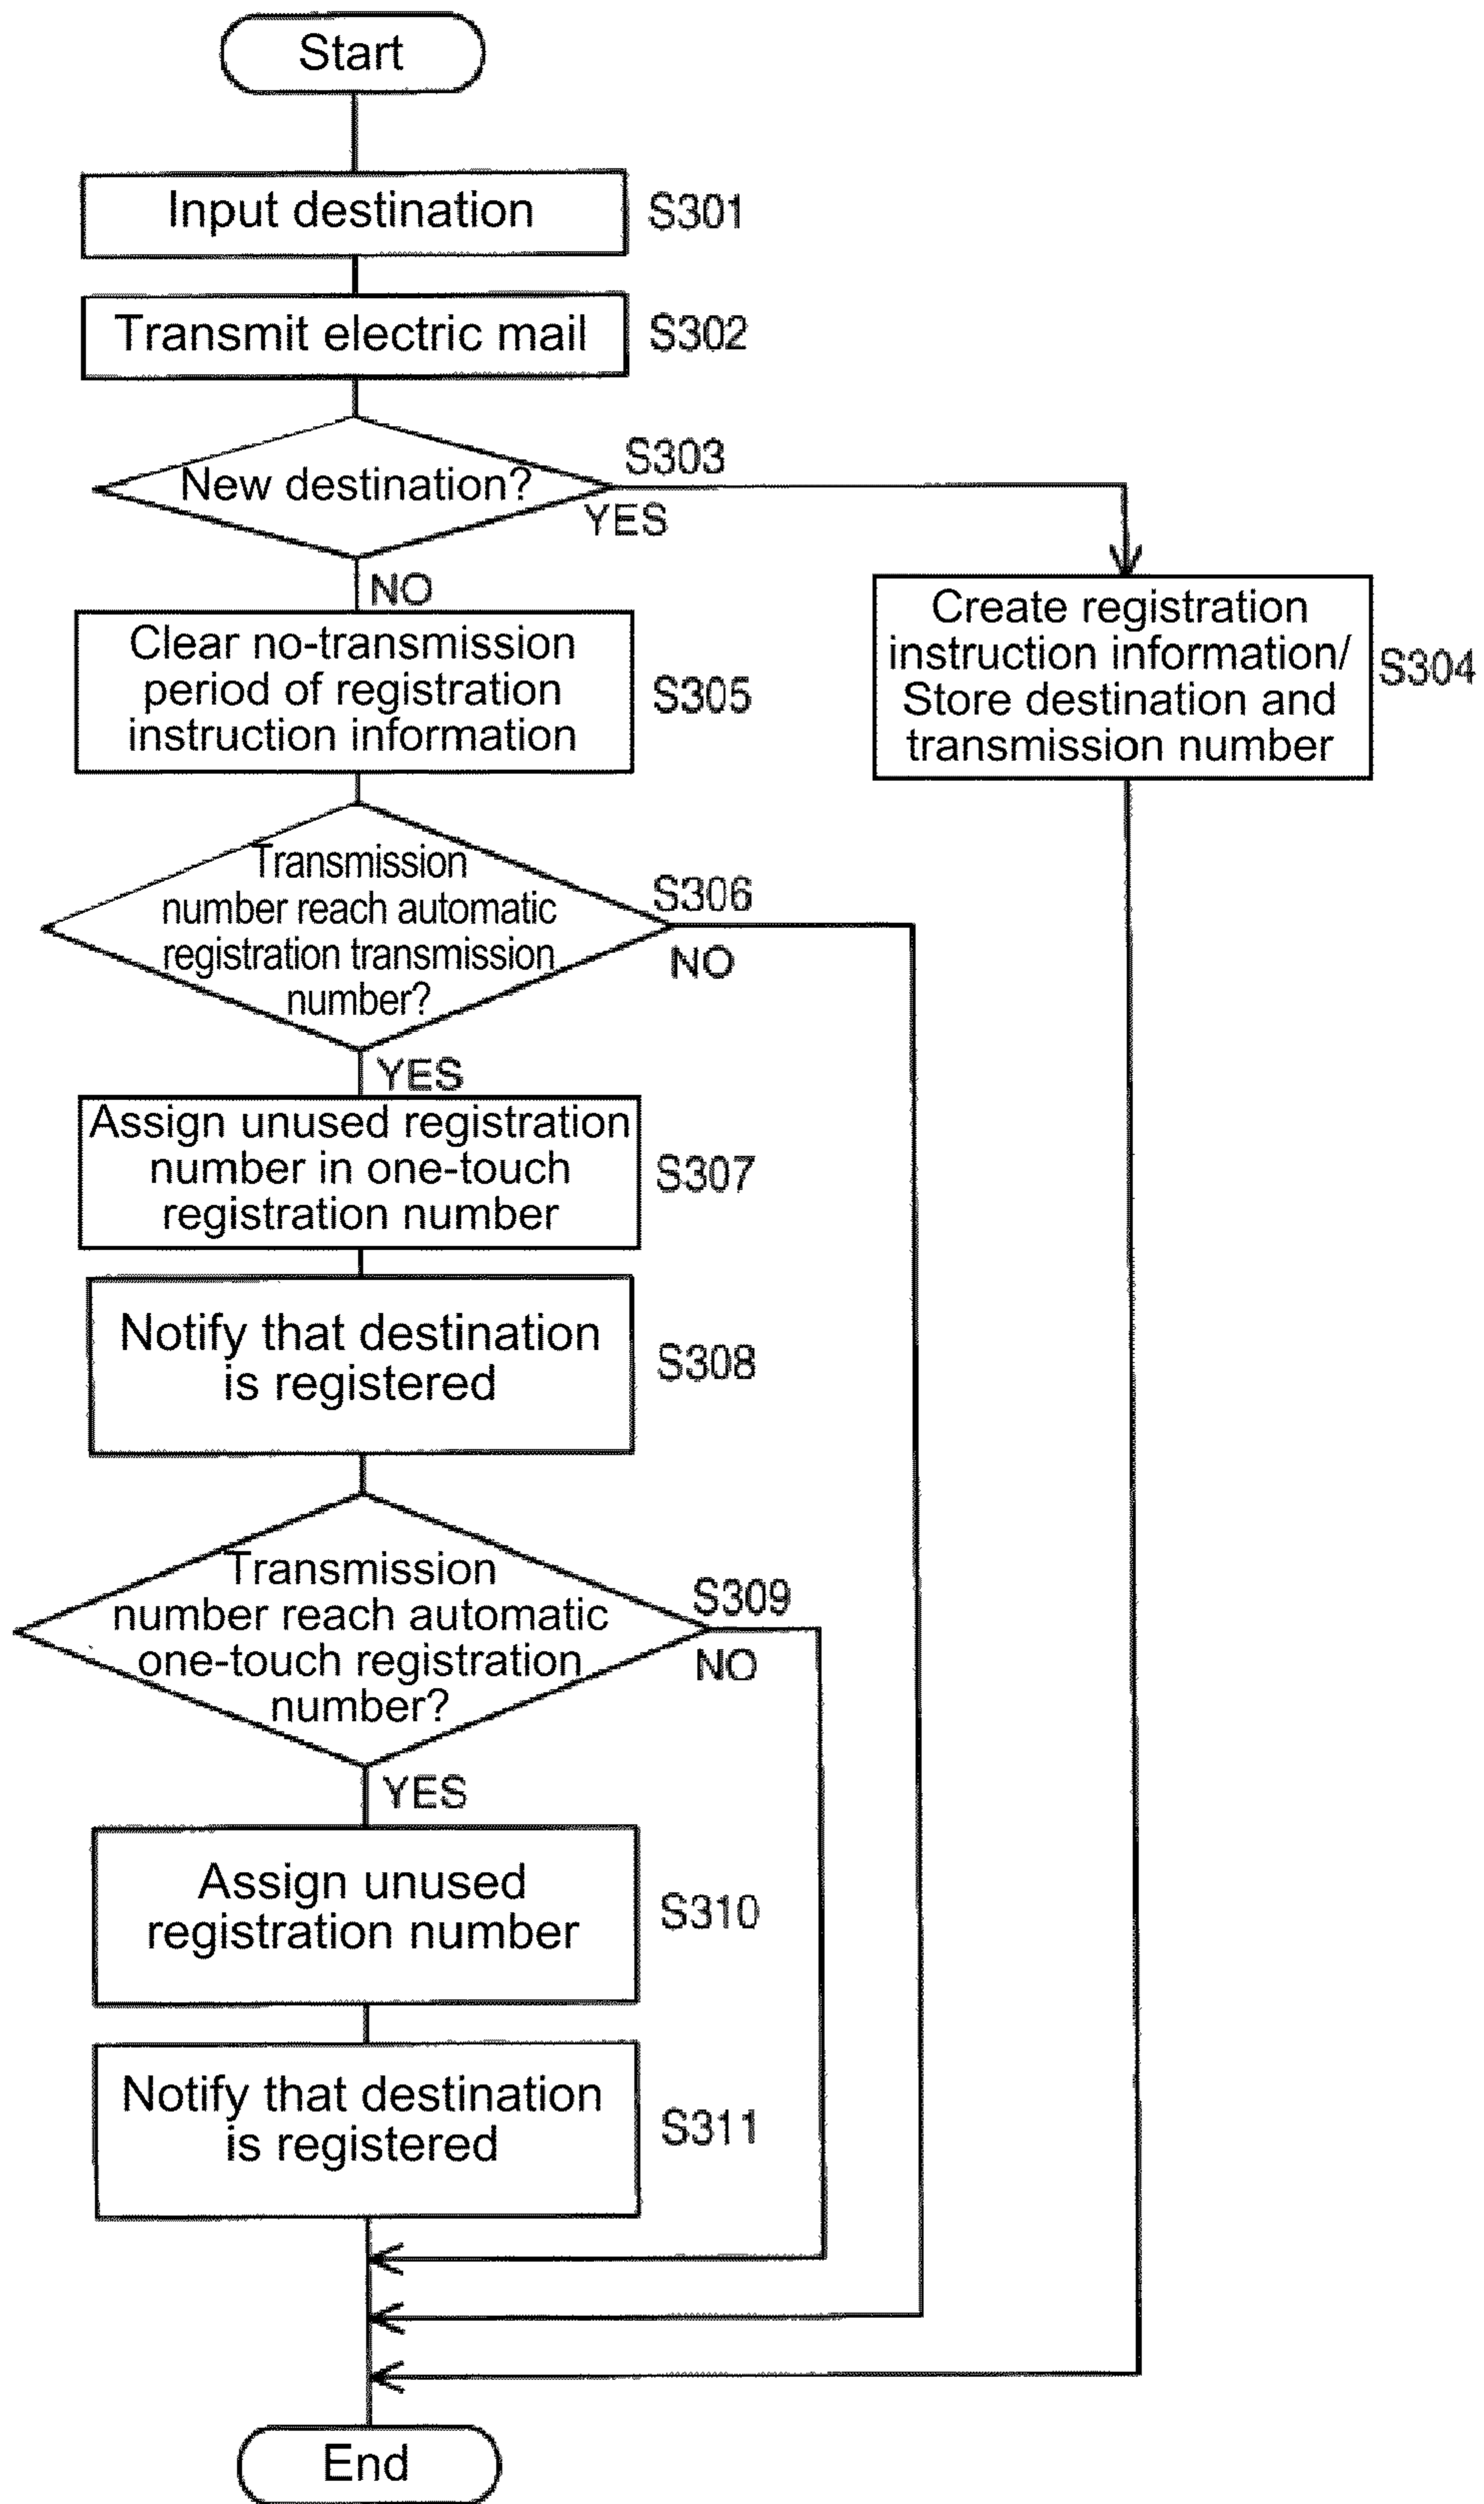 Start
Input destination
S301
Transmit electric mail
S302
New destination?
S303
YES
NO
Create registration
instruction information/
Store destination and
transmission number
S304
Clear no-transmission
period of registration
instruction information
S305
Transmission
number reach automatic
registration transmission
number?
S306
NO
YES
Assign unused registration
number in one-touch
registration number
S307
Notify that destination
is registered
S308
Transmission
number reach automatic
one-touch registration
number?
S309
NO
YES
Assign unused
registration number
S310
Notify that destination
is registered
S311
End